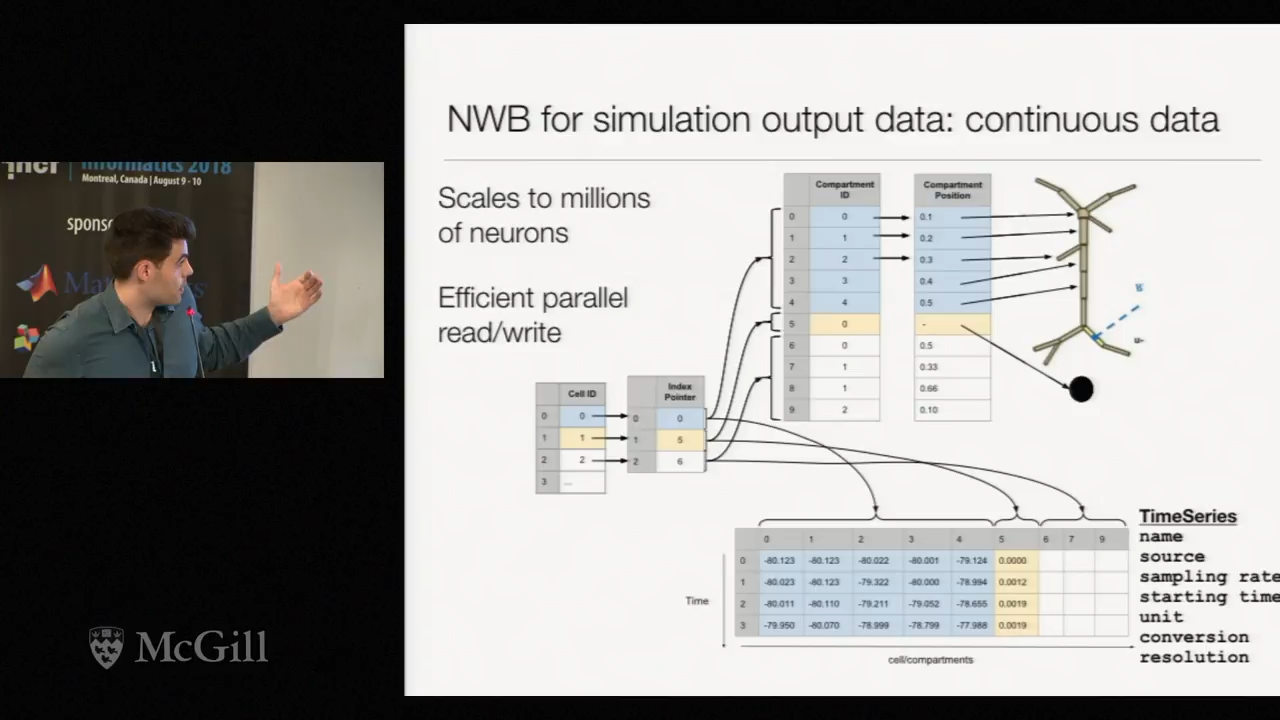 incf
informatics 2018
Montreal, Canada | August 9 - 10
McGill
NWB for simulation output data: continuous data
Scales to millions
of neurons
Efficient parallel
read/write
Compartment ID
0 0
1 1
2 2
3 3
4 4
5 0
6 0
7 1
8 1
9 2
Compartment Position
0.1
0.2
0.3
0.4
0.5
-
0.5
0.33
0.66
0.10
Cell ID
0 0
1 1
2 2
3 ...
Index Pointer
0 0
1 5
2 6
0 1 2 3 4 5 6 7 9
0 -80.123 -80.123 -80.022 -80.001 -79.124 0.0000
1 -80.023 -80.123 -79.322 -80.000 -78.994 0.0012
2 -80.011 -80.110 -79.211 -79.052 -78.655 0.0019
3 -79.950 -80.070 -78.999 -78.799 -77.988 0.0019
Time
cell/compartments
TimeSeries
name
source
sampling rate
starting time
unit
conversion
resolution